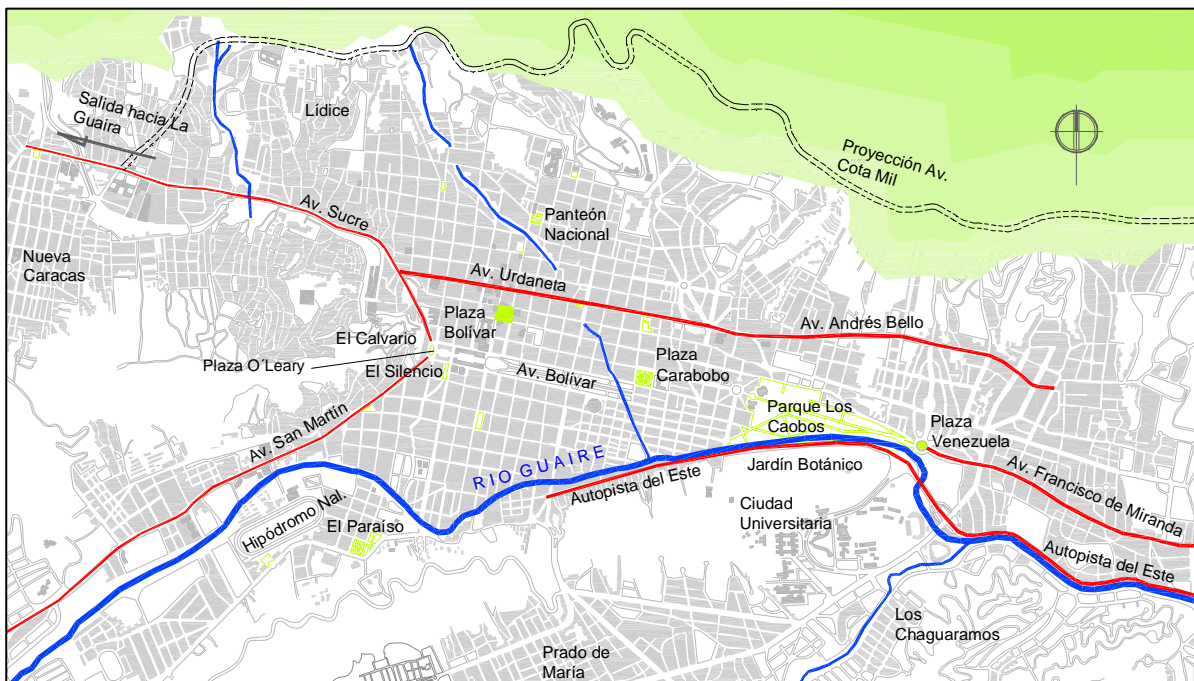 Salida hacia La
Guaira
Lídice
Proyección Av.
Cota Mil
Av. Sucre
Panteón
Nacional
Nueva
Caracas
Av. Urdaneta
Plaza
Bolívar
Av. Andrés Bello
El Calvario
Plaza O´Leary
El Silencio
Av. Bolívar
Plaza
Carabobo
Parque Los
Caobos
Plaza
Venezuela
Av. San Martín
RIO GUAIRE
Jardín Botánico
Autopista del Este
Av. Francisco de Miranda
Hipódromo Nal.
El Paraíso
Ciudad
Universitaria
Autopista del Este
Los
Chaguaramos
Prado de
María